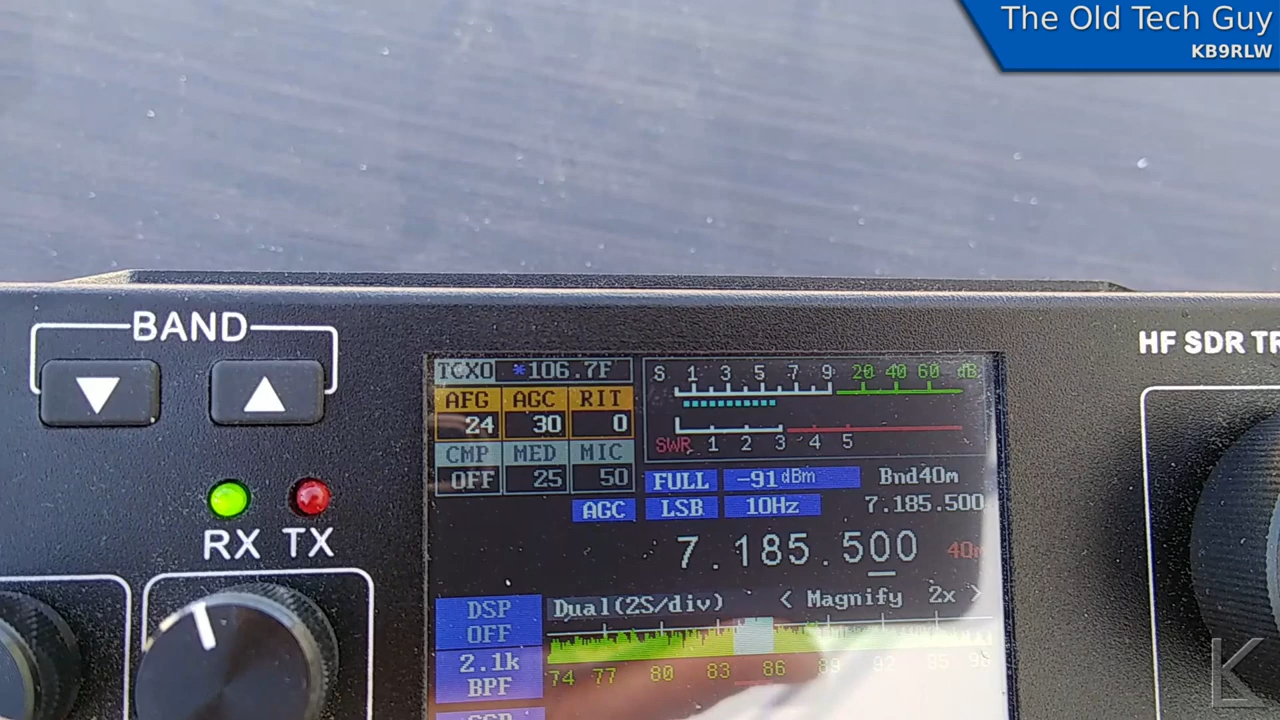 The Old Tech Guy
KB9RLW
BAND
HF SDR TR
RX TX
TCXO *106.7F
AFG AGC RIT
24 30 0
CMP MED MIC
OFF 25 50
AGC
S 1 3 5 7 9 20 40 60 dB
SWR 1 2 3 4 5
FULL -91dBm Bnd40m
LSB 10Hz 7.185.500
7.185.500 40m
DSP
OFF
2.1k
BPF
Dual(2S/div) < Magnify 2x >
74 77 80 83 86 89 92 95 98
K